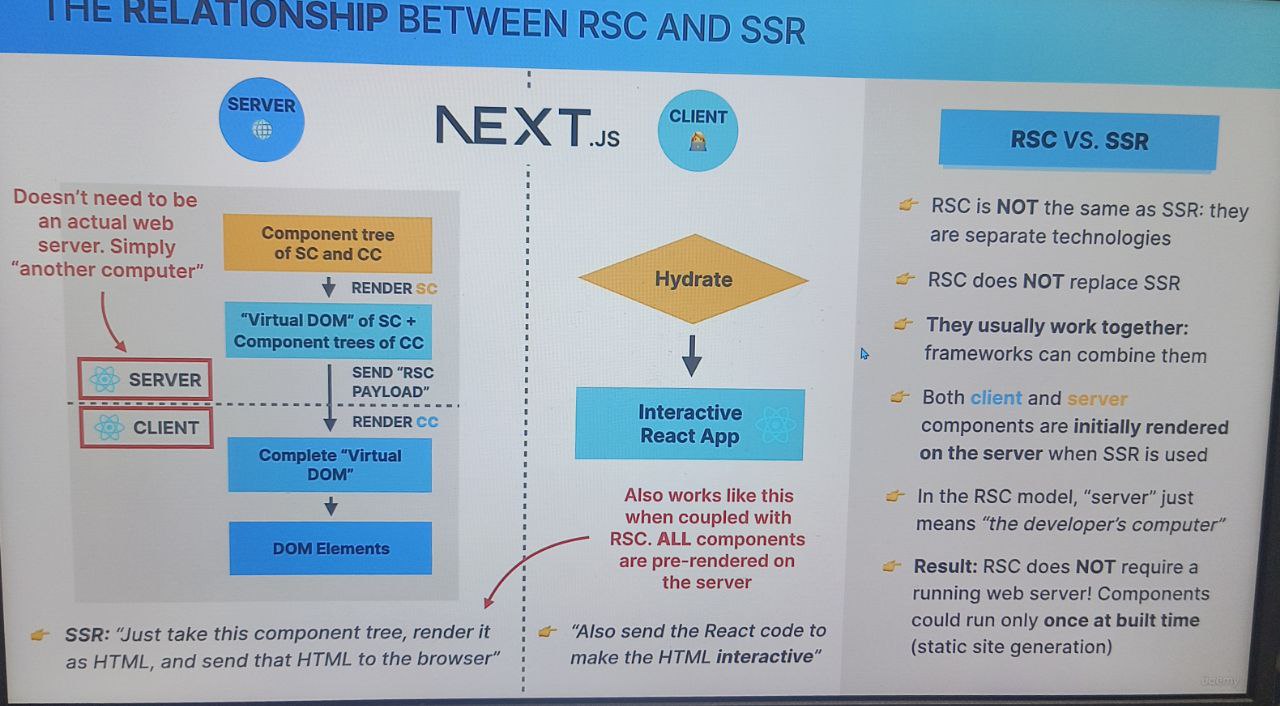 THE RELATIONSHIP BETWEEN RSC AND SSR
SERVER
NEXT.JS
CLIENT
Doesn't need to be
an actual web
server. Simply
“another computer”
Component tree
of SC and CC
RENDER SC
“Virtual DOM” of SC +
Component trees of CC
SEND “RSC
PAYLOAD”
SERVER
CLIENT
RENDER CC
Complete “Virtual
DOM”
DOM Elements
SSR: “Just take this component tree, render it
as HTML, and send that HTML to the browser”
Hydrate
Interactive
React App
Also works like this
when coupled with
RSC. ALL components
are pre-rendered on
the server
“Also send the React code to
make the HTML interactive”
RSC VS. SSR
RSC is NOT the same as SSR: they
are separate technologies
RSC does NOT replace SSR
They usually work together:
frameworks can combine them
Both client and server
components are initially rendered
on the server when SSR is used
In the RSC model, “server” just
means “the developer's computer”
Result: RSC does NOT require a
running web server! Components
could run only once at built time
(static site generation)
udemy